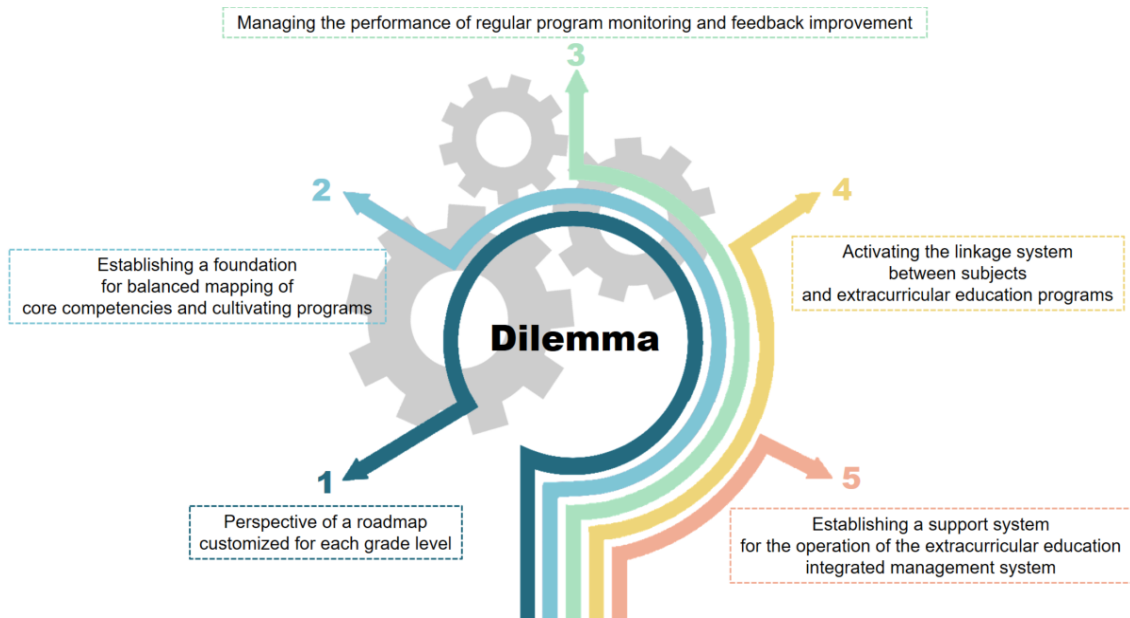 Managing the performance of regular program monitoring and feedback improvement
3
2
Establishing a foundation
for balanced mapping of
core competencies and cultivating programs
4
Activating the linkage system
between subjects
and extracurricular education programs
Dilemma
1
Perspective of a roadmap
customized for each grade level
5
Establishing a support system
for the operation of the extracurricular education
integrated management system